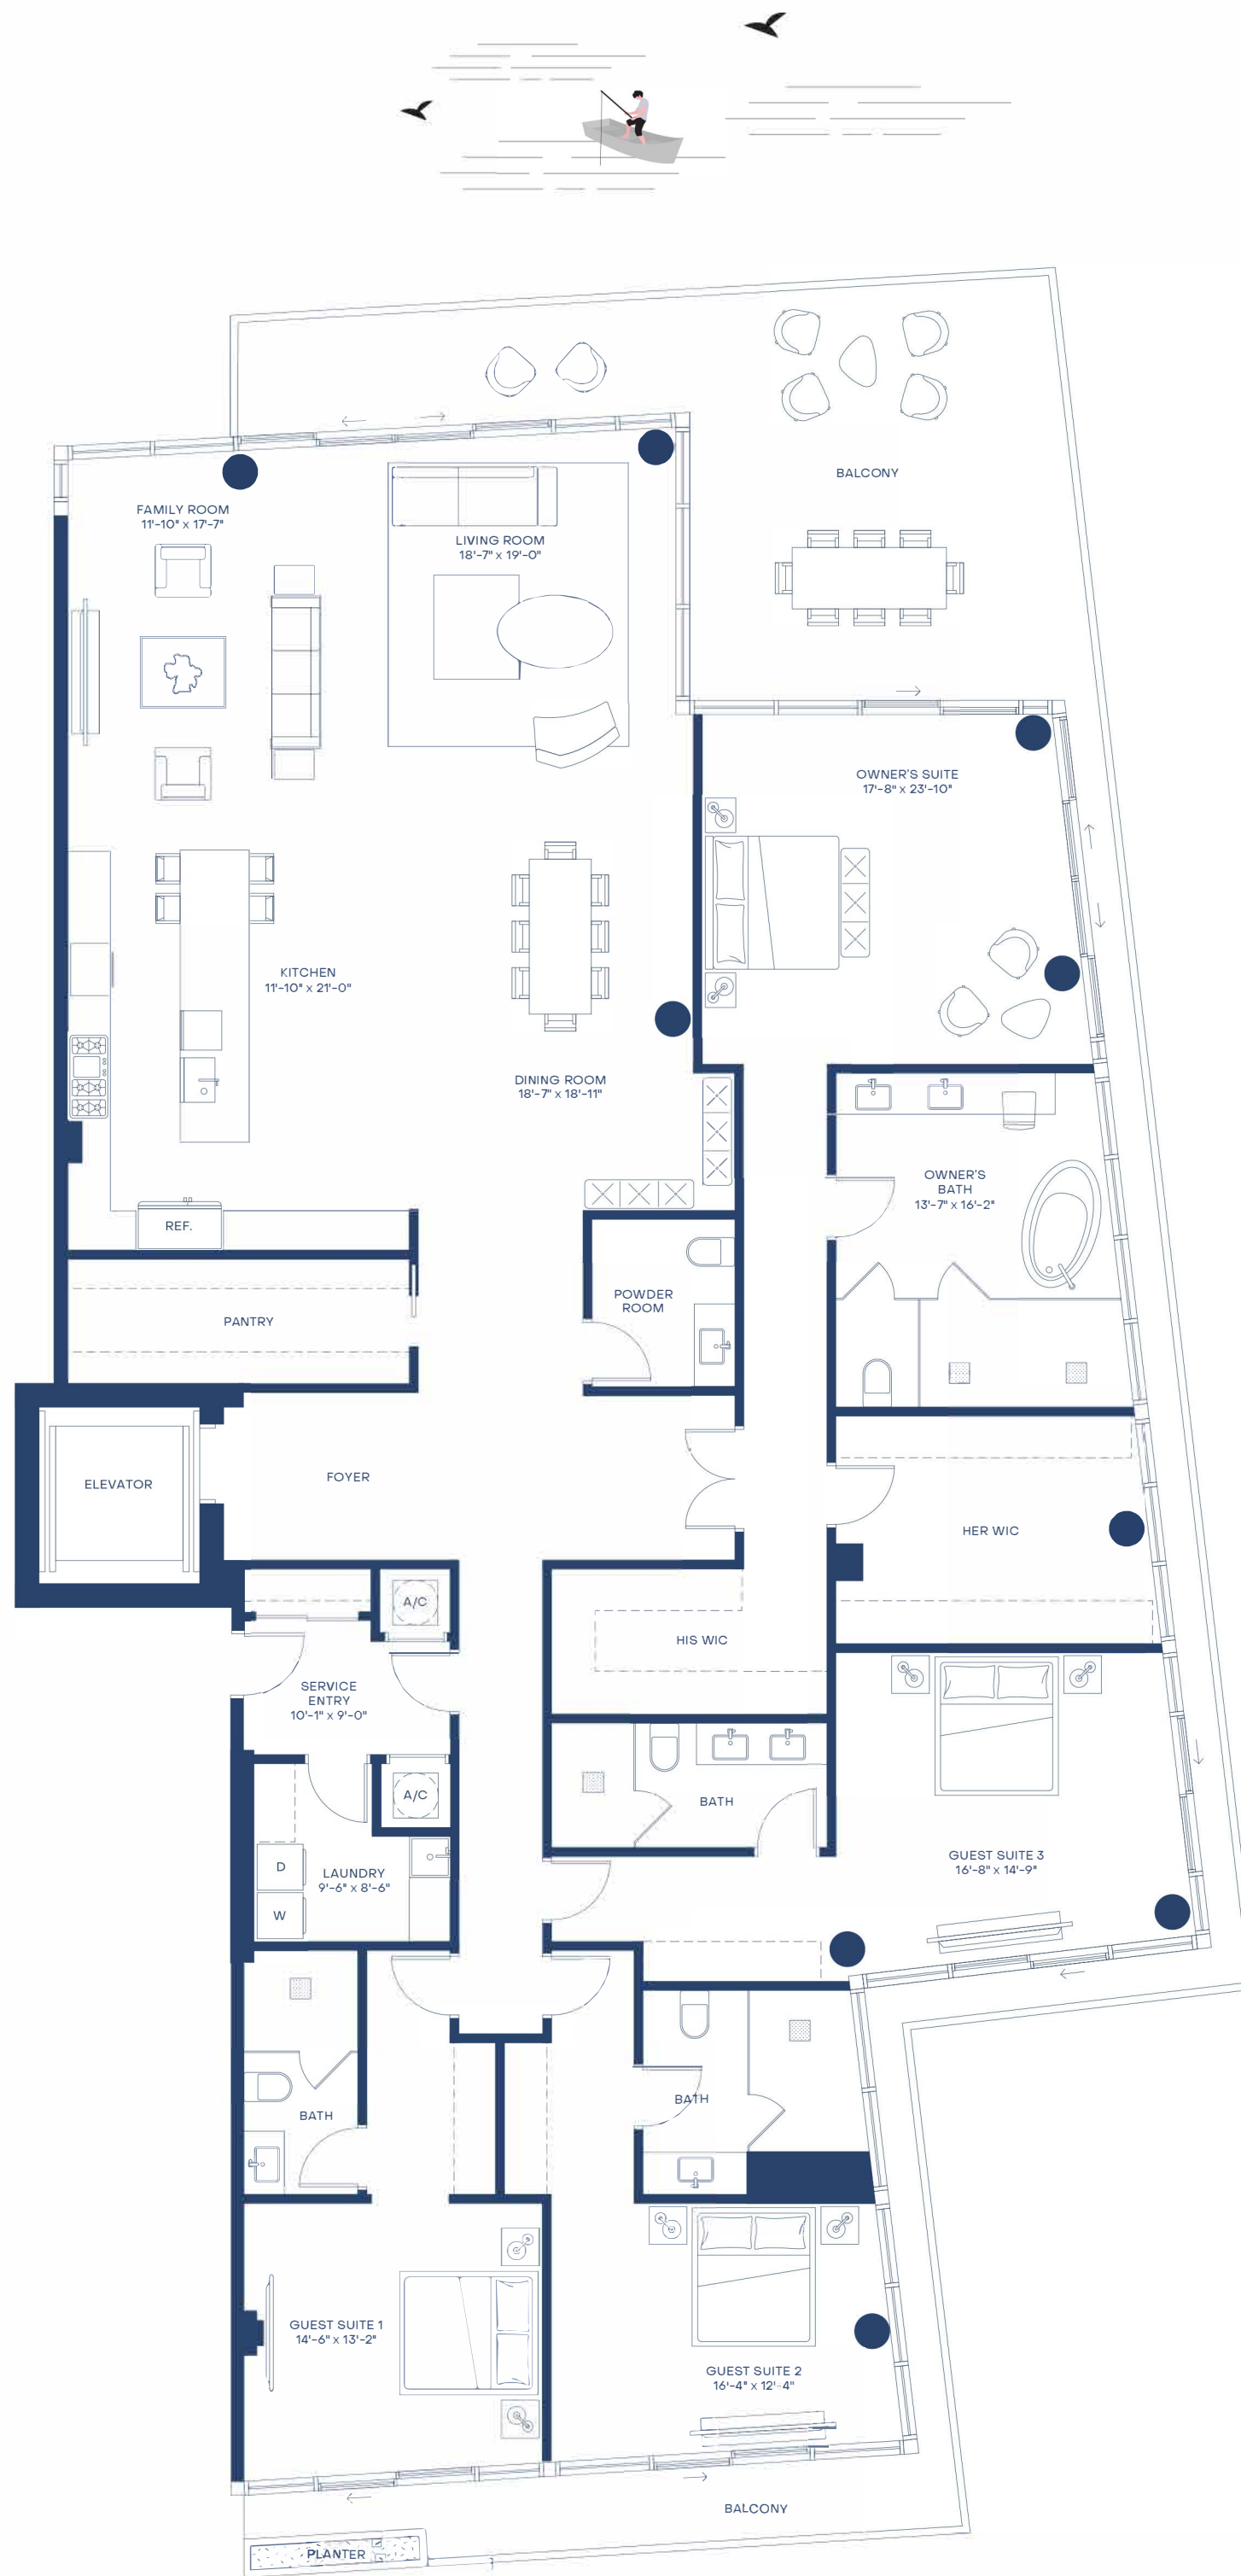 BALCONY
FAMILY ROOM
11'-10" x 17'-7"
LIVING ROOM
18'-7" x 19'-0"
OWNER'S SUITE
17'-8" x 23'-10"
KITCHEN
11'-10" x 21'-0"
DINING ROOM
18'-7" x 18'-11"
OWNER'S
BATH
13'-7" x 16'-2"
REF.
POWDER
ROOM
PANTRY
ELEVATOR
FOYER
HER WIC
A/C
HIS WIC
SERVICE
ENTRY
10'-1" x 9'-0"
A/C
BATH
D
LAUNDRY
9'-6" x 8'-6"
W
GUEST SUITE 3
16'-8" x 14'-9"
BATH
BATH
GUEST SUITE 1
14'-6" x 13'-2"
GUEST SUITE 2
16'-4" x 12'-4"
BALCONY
PLANTER